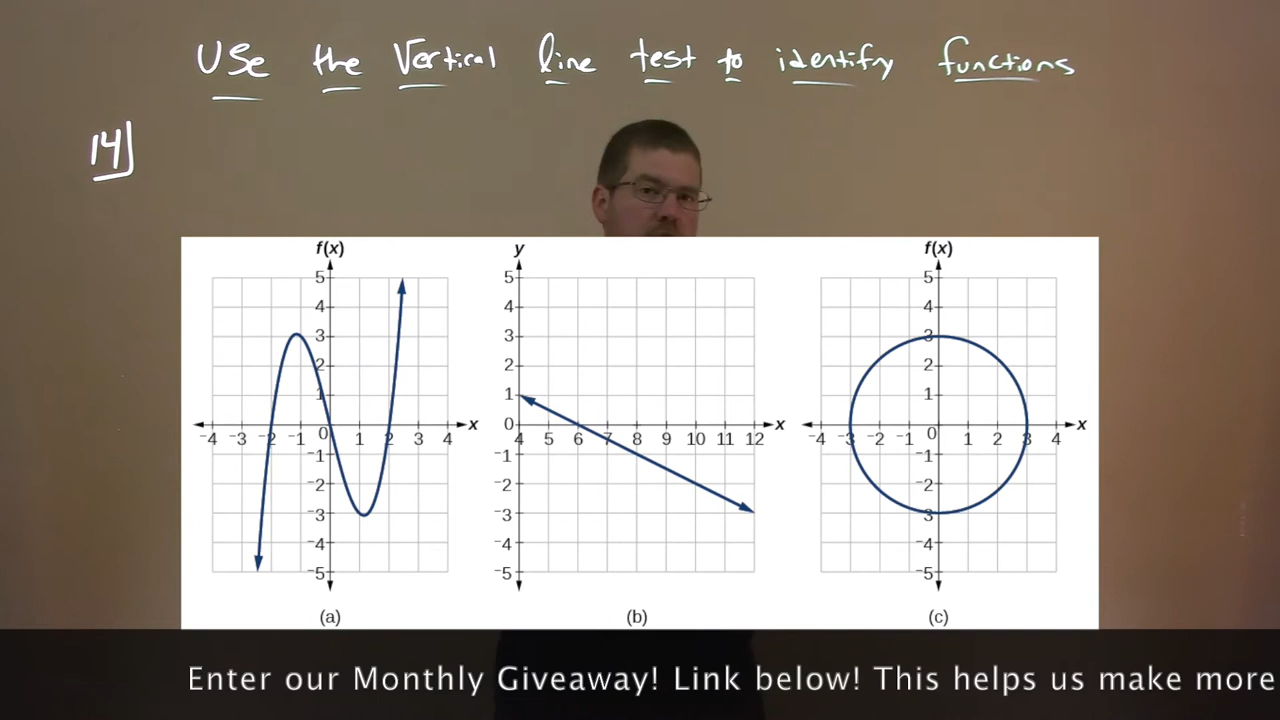 Use the Vertical line test to identify functions
14]
f(x) y f(x)
5 5 5
4 4 4
3 3 3
2 2 2
1 1 1
-4 -3 -2 -1 0 1 2 3 4 x 0 4 5 6 7 8 9 10 11 12 x -4 -3 -2 -1 0 1 2 3 4 x
-1 -1 -1
-2 -2 -2
-3 -3 -3
-4 -4 -4
-5 -5 -5
(a) (b) (c)
Enter our Monthly Giveaway! Link below! This helps us make more